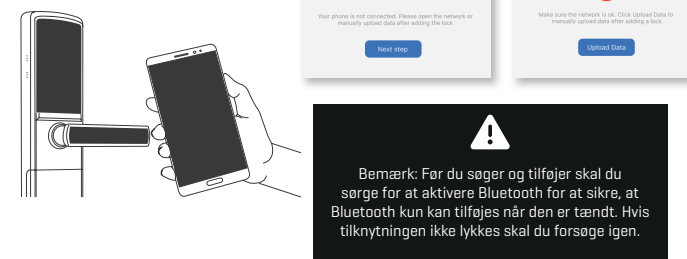 Your phone is not connected. Please open the network or
manually upload data after adding the lock
Next step
Make sure the network is ok. Click Upload Data to
manually upload data after adding a lock
Upload Data
Bemærk: Før du søger og tilføjer skal du
sørge for at aktivere Bluetooth for at sikre, at
Bluetooth kun kan tilføjes når den er tændt. Hvis
tilknytningen ikke lykkes skal du forsøge igen.